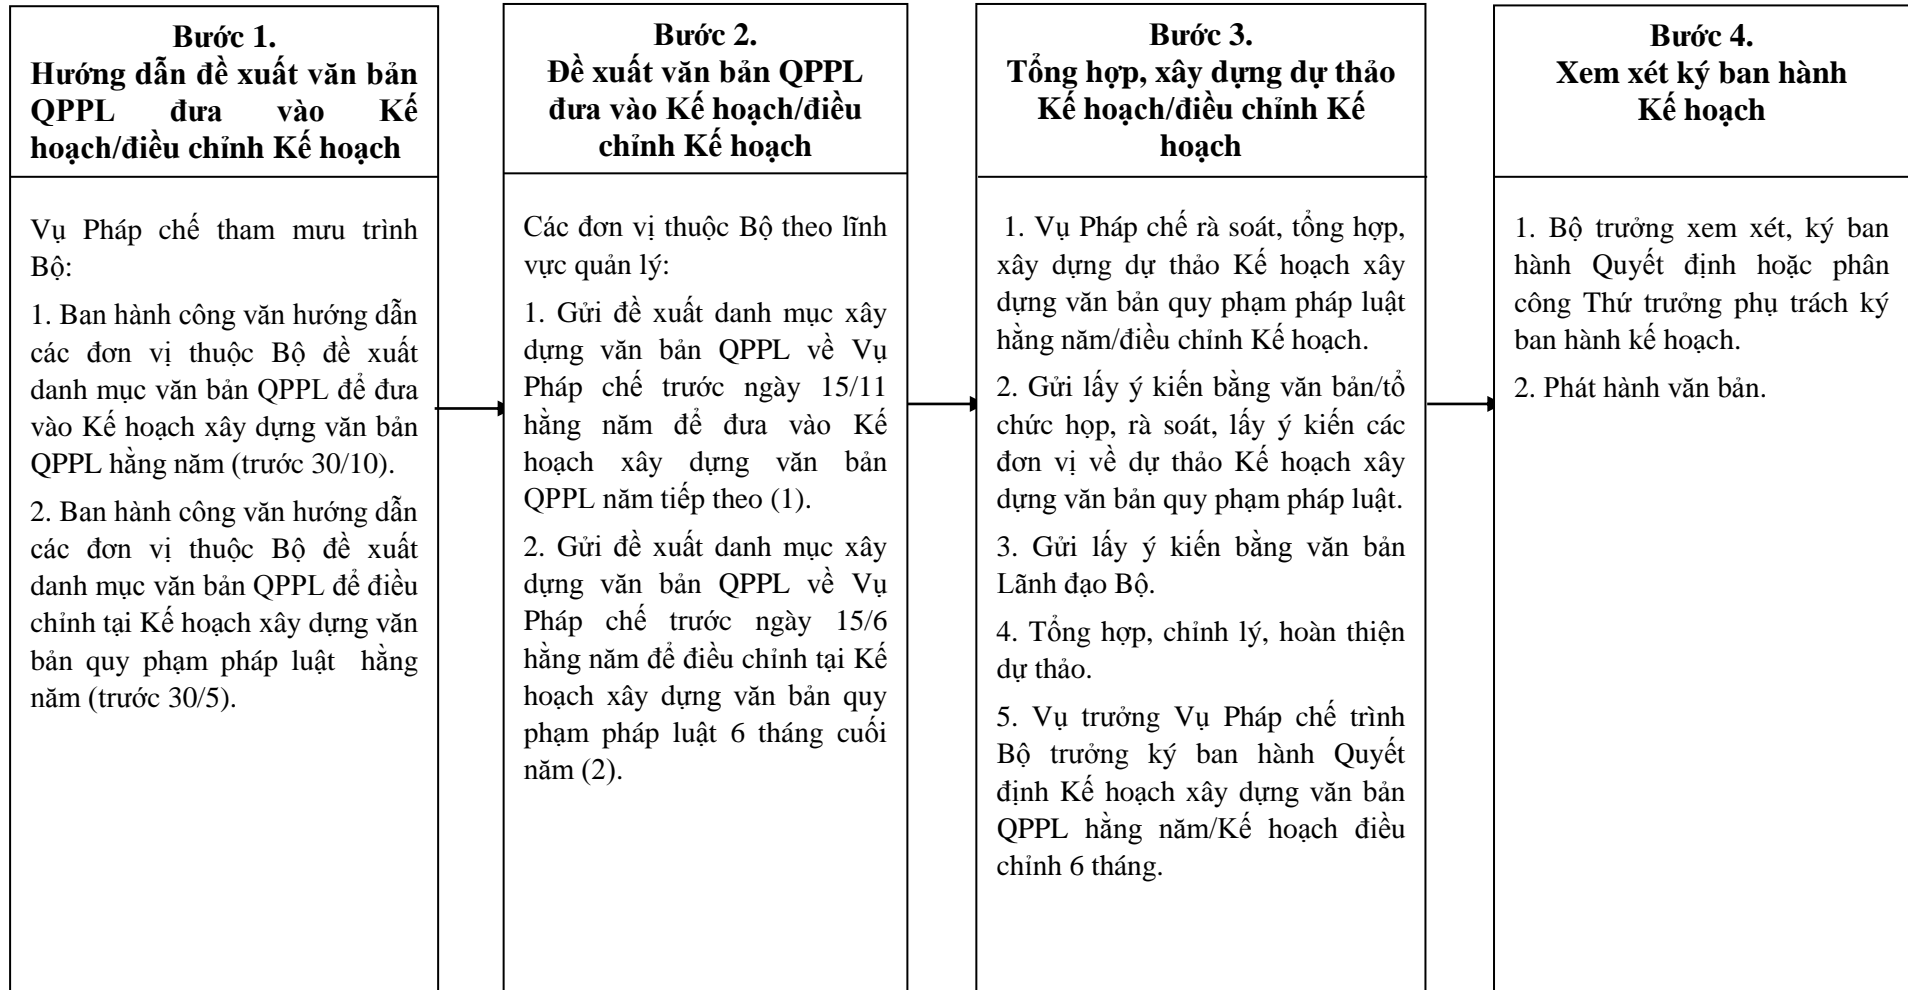 Bước 1.
Hướng dẫn đề xuất văn bản
QPPL đưa vào Kế
hoạch/điều chỉnh Kế hoạch
Vụ Pháp chế tham mưu trình
Bộ:
1. Ban hành công văn hướng dẫn
các đơn vị thuộc Bộ đề xuất
danh mục văn bản QPPL để đưa
vào Kế hoạch xây dựng văn bản
QPPL hằng năm (trước 30/10).
2. Ban hành công văn hướng dẫn
các đơn vị thuộc Bộ đề xuất
danh mục văn bản QPPL để điều
chỉnh tại Kế hoạch xây dựng văn
bản quy phạm pháp luật hằng
năm (trước 30/5).
Bước 2.
Đề xuất văn bản QPPL
đưa vào Kế hoạch/điều
chỉnh Kế hoạch
Các đơn vị thuộc Bộ theo lĩnh
vực quản lý:
1. Gửi đề xuất danh mục xây
dựng văn bản QPPL về Vụ
Pháp chế trước ngày 15/11
hằng năm để đưa vào Kế
hoạch xây dựng văn bản
QPPL năm tiếp theo (1).
2. Gửi đề xuất danh mục xây
dựng văn bản QPPL về Vụ
Pháp chế trước ngày 15/6
hằng năm để điều chỉnh tại Kế
hoạch xây dựng văn bản quy
phạm pháp luật 6 tháng cuối
năm (2).
Bước 3.
Tổng hợp, xây dựng dự thảo
Kế hoạch/điều chỉnh Kế
hoạch
1. Vụ Pháp chế rà soát, tổng hợp,
xây dựng dự thảo Kế hoạch xây
dựng văn bản quy phạm pháp luật
hằng năm/điều chỉnh Kế hoạch.
2. Gửi lấy ý kiến bằng văn bản/tổ
chức họp, rà soát, lấy ý kiến các
đơn vị về dự thảo Kế hoạch xây
dựng văn bản quy phạm pháp luật.
3. Gửi lấy ý kiến bằng văn bản
Lãnh đạo Bộ.
4. Tổng hợp, chỉnh lý, hoàn thiện
dự thảo.
5. Vụ trưởng Vụ Pháp chế trình
Bộ trưởng ký ban hành Quyết
định Kế hoạch xây dựng văn bản
QPPL hằng năm/Kế hoạch điều
chỉnh 6 tháng.
Bước 4.
Xem xét ký ban hành
Kế hoạch
1. Bộ trưởng xem xét, ký ban
hành Quyết định hoặc phân
công Thứ trưởng phụ trách ký
ban hành kế hoạch.
2. Phát hành văn bản.